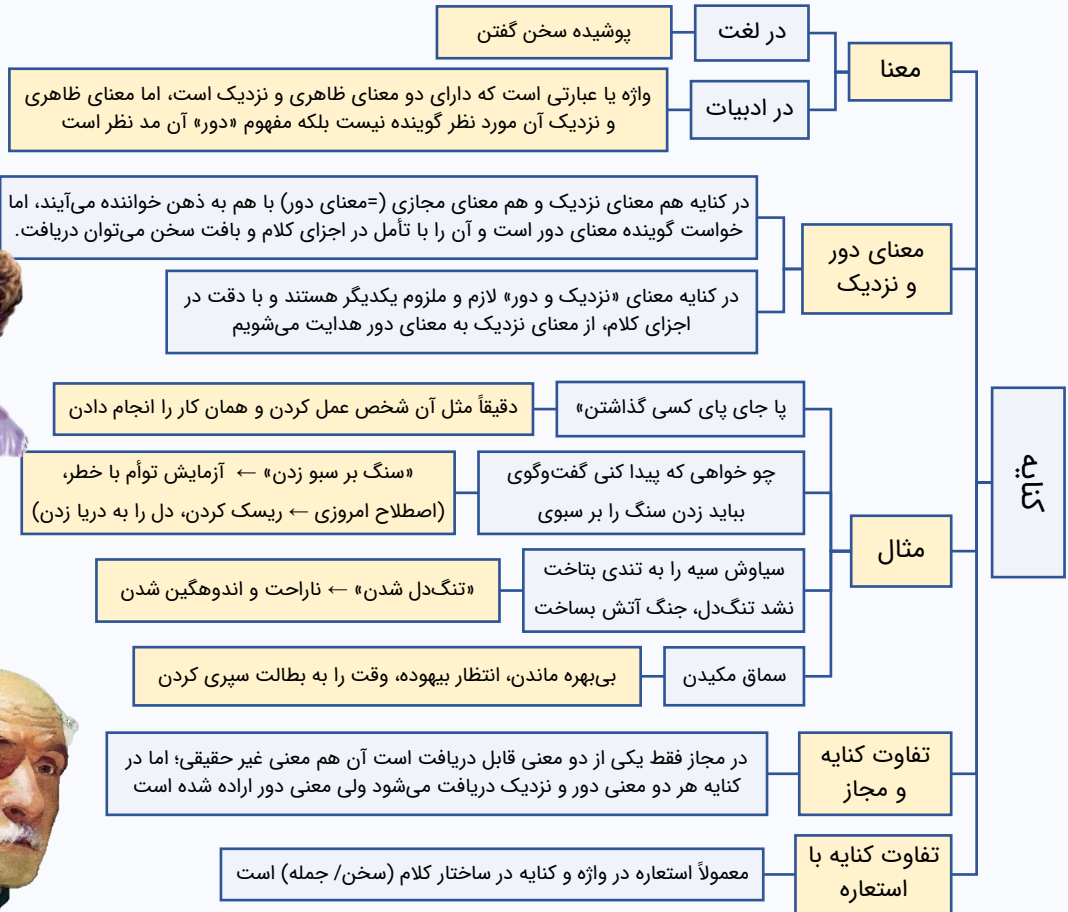 کنایه
معنا
در لغت
پوشیده سخن گفتن
در ادبیات
واژه یا عبارتی است که دارای دو معنای ظاهری و نزدیک است، اما معنای ظاهری
و نزدیک آن مورد نظر گوینده نیست بلکه مفهوم «دور» آن مد نظر است
معنای دور
و نزدیک
در کنایه هم معنای نزدیک و هم معنای مجازی (=معنای دور) با هم به ذهن خواننده می‌آیند، اما
خواست گوینده معنای دور است و آن را با تأمل در اجزای کلام و بافت سخن می‌توان دریافت.
در کنایه معنای «نزدیک و دور» لازم و ملزوم یکدیگر هستند و با دقت در
اجزای کلام، از معنای نزدیک به معنای دور هدایت می‌شویم
مثال
پا جای پای کسی گذاشتن»
دقیقاً مثل آن شخص عمل کردن و همان کار را انجام دادن
چو خواهی که پیدا کنی گفت‌وگوی
بباید زدن سنگ را بر سبوی
«سنگ بر سبو زدن» ← آزمایش توأم با خطر،
(اصطلاح امروزی ← ریسک کردن، دل را به دریا زدن)
سیاوش سیه را به تندی بتاخت
نشد تنگ‌دل، جنگ آتش بساخت
«تنگ‌دل شدن» ← ناراحت و اندوهگین شدن
سماق مکیدن
بی‌بهره ماندن، انتظار بیهوده، وقت را به بطالت سپری کردن
تفاوت کنایه
و مجاز
در مجاز فقط یکی از دو معنی قابل دریافت است آن هم معنی غیر حقیقی؛ اما در
کنایه هر دو معنی دور و نزدیک دریافت می‌شود ولی معنی دور اراده شده است
تفاوت کنایه با
استعاره
معمولاً استعاره در واژه و کنایه در ساختار کلام (سخن/ جمله) است